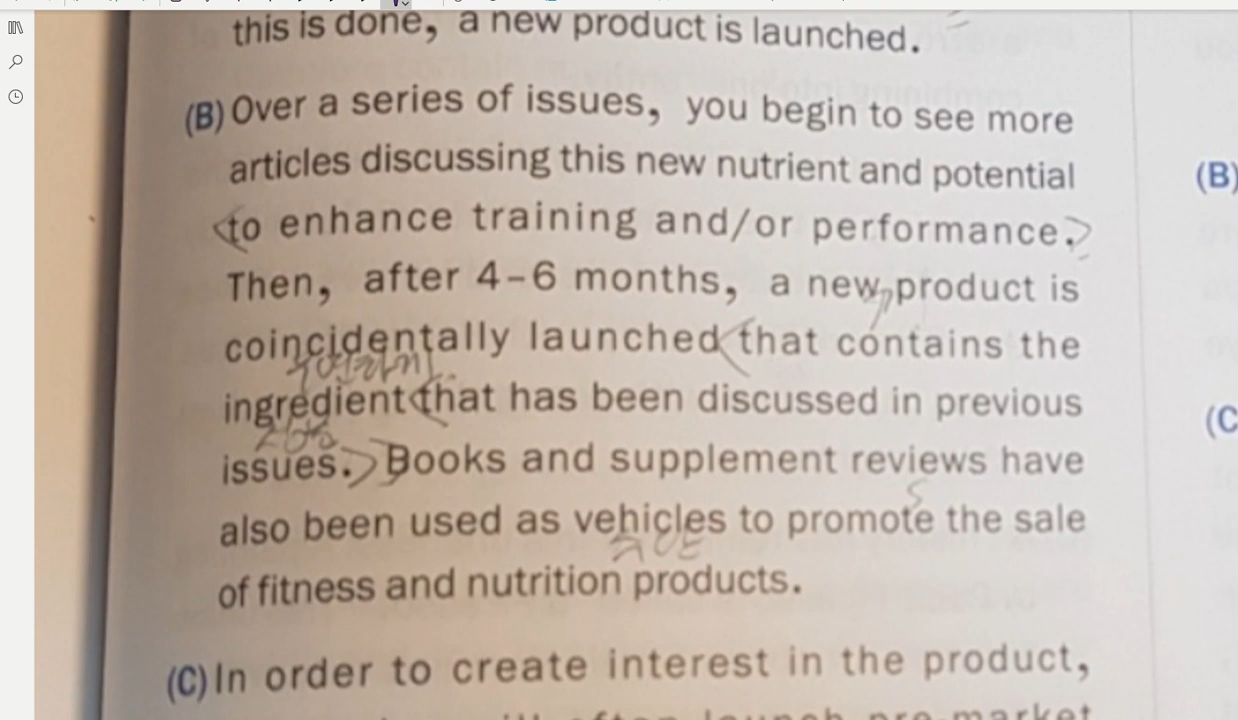 this is done, a new product is launched.
(B) Over a series of issues, you begin to see more
articles discussing this new nutrient and potential
to enhance training and/or performance.
Then, after 4-6 months, a new product is
coincidentally launched that contains the
ingredient that has been discussed in previous
issues. Books and supplement reviews have
also been used as vehicles to promote the sale
of fitness and nutrition products.
(C) In order to create interest in the product,
launch pre-market
(B)
(C